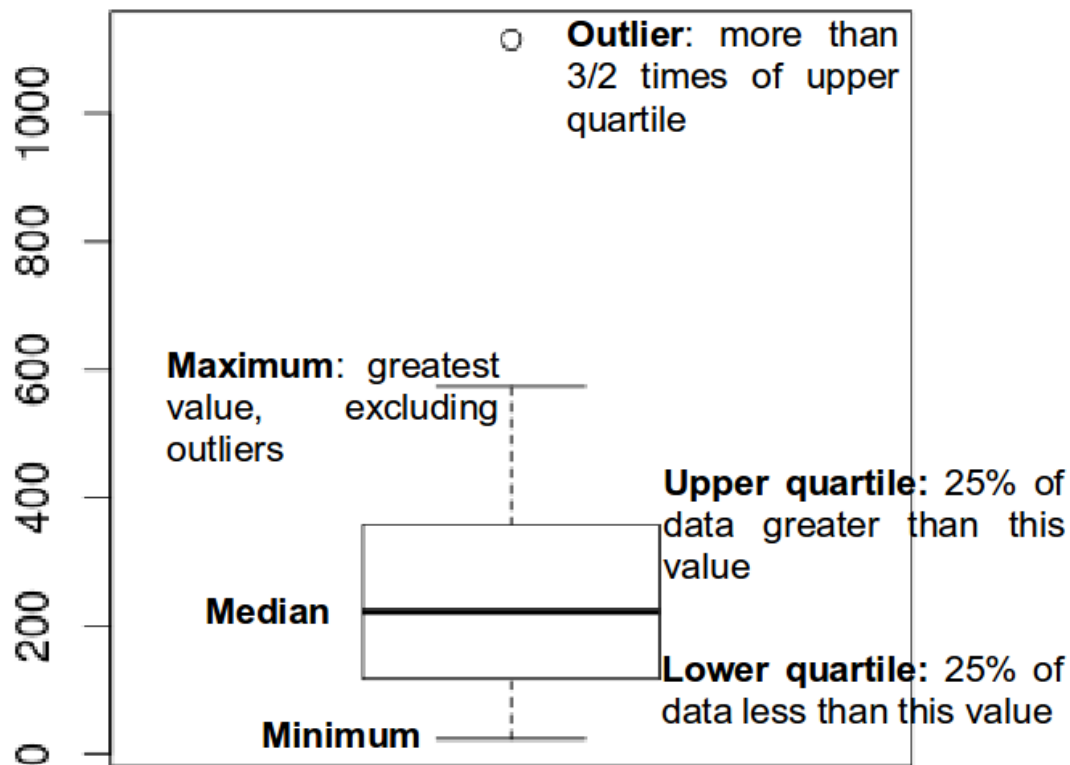 Outlier: more than
3/2 times of upper
quartile
1000
800
600
Maximum: greatest
value, excluding
outliers
400
Upper quartile: 25% of
data greater than this
value
Median
200
Lower quartile: 25% of
data less than this value
Minimum
0